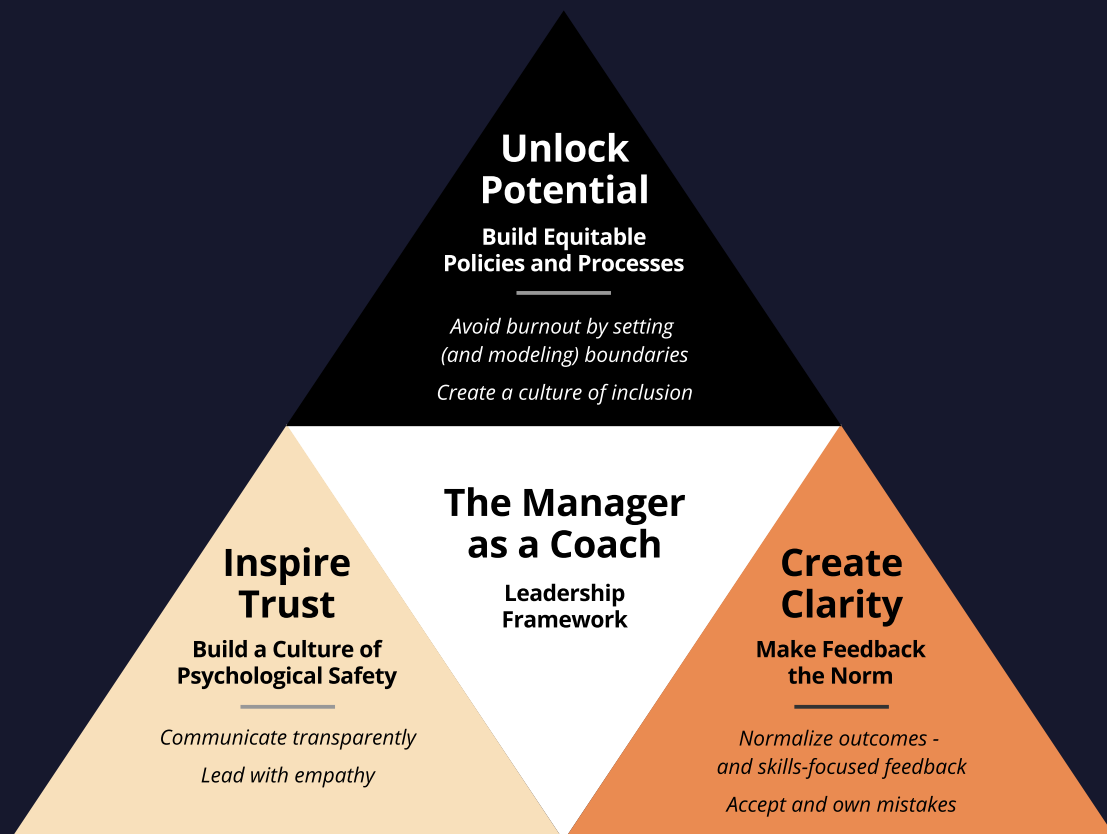 Unlock
Potential
Build Equitable
Policies and Processes
Avoid burnout by setting
(and modeling) boundaries
Create a culture of inclusion
The Manager
as a Coach
Leadership
Framework
Inspire
Trust
Build a Culture of
Psychological Safety
Communicate transparently
Lead with empathy
Create
Clarity
Make Feedback
the Norm
Normalize outcomes -
and skills-focused feedback
Accept and own mistakes